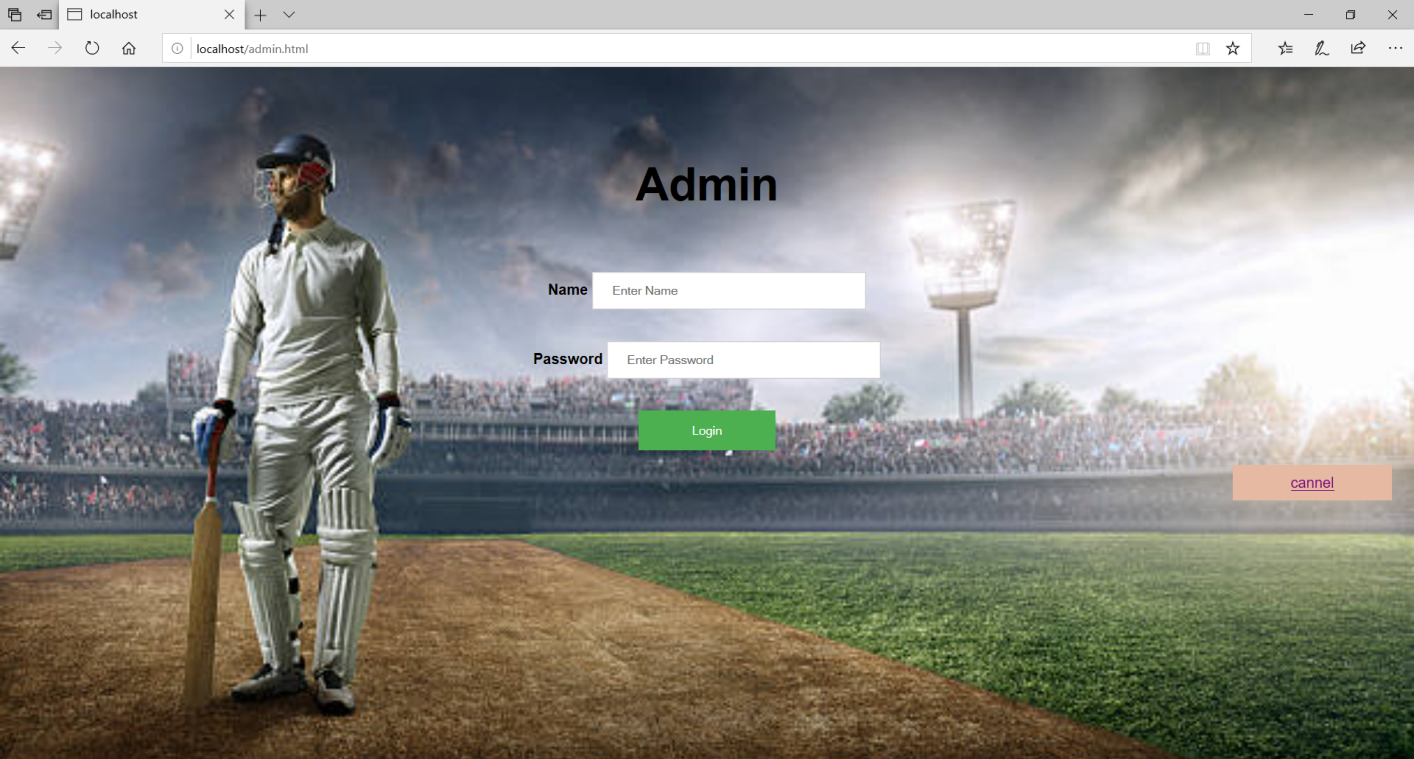 localhost
localhost/admin.html
Admin
Name Enter Name
Password Enter Password
Login
cannel